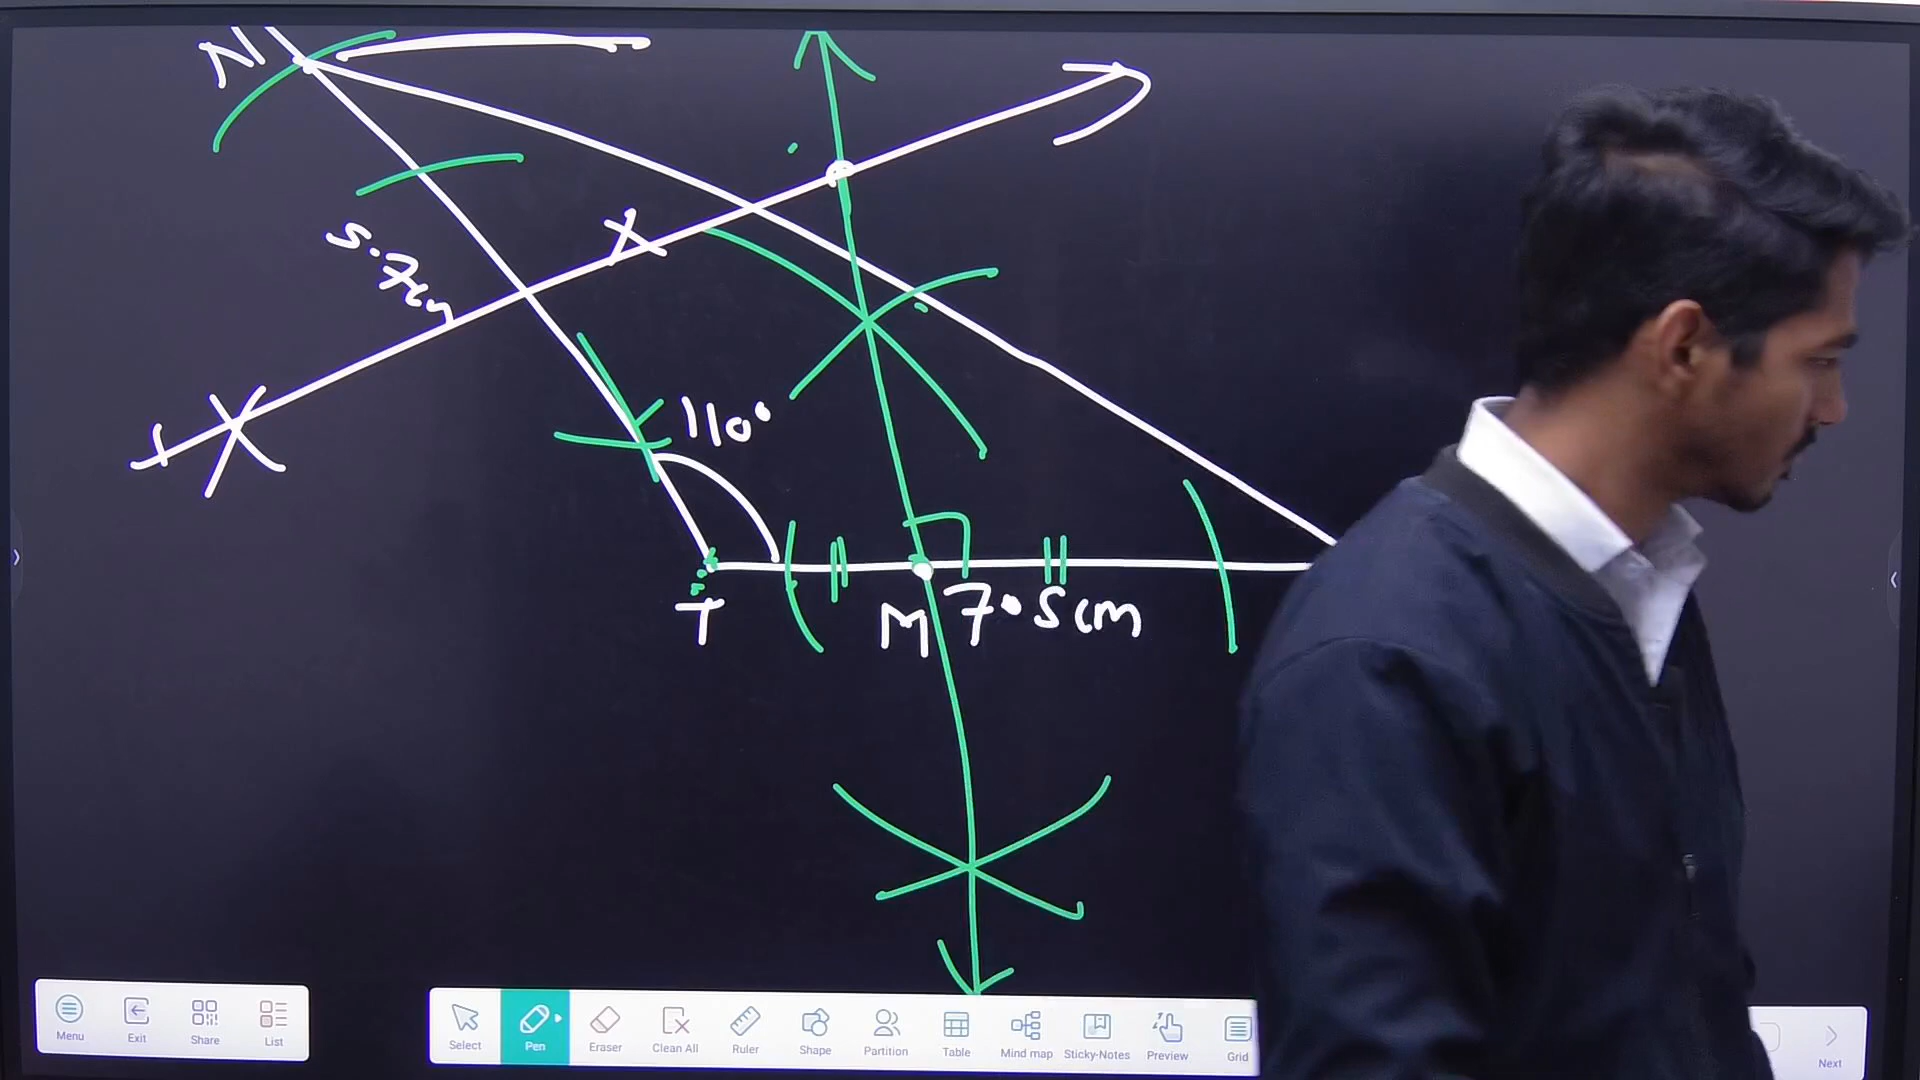 N
5.7cm
110°
T
M
7.5cm
Menu
Exit
Share
List
Select
Pen
Eraser
Clean All
Ruler
Shape
Partition
Table
Mind map
Sticky-Notes
Preview
Grid
Next